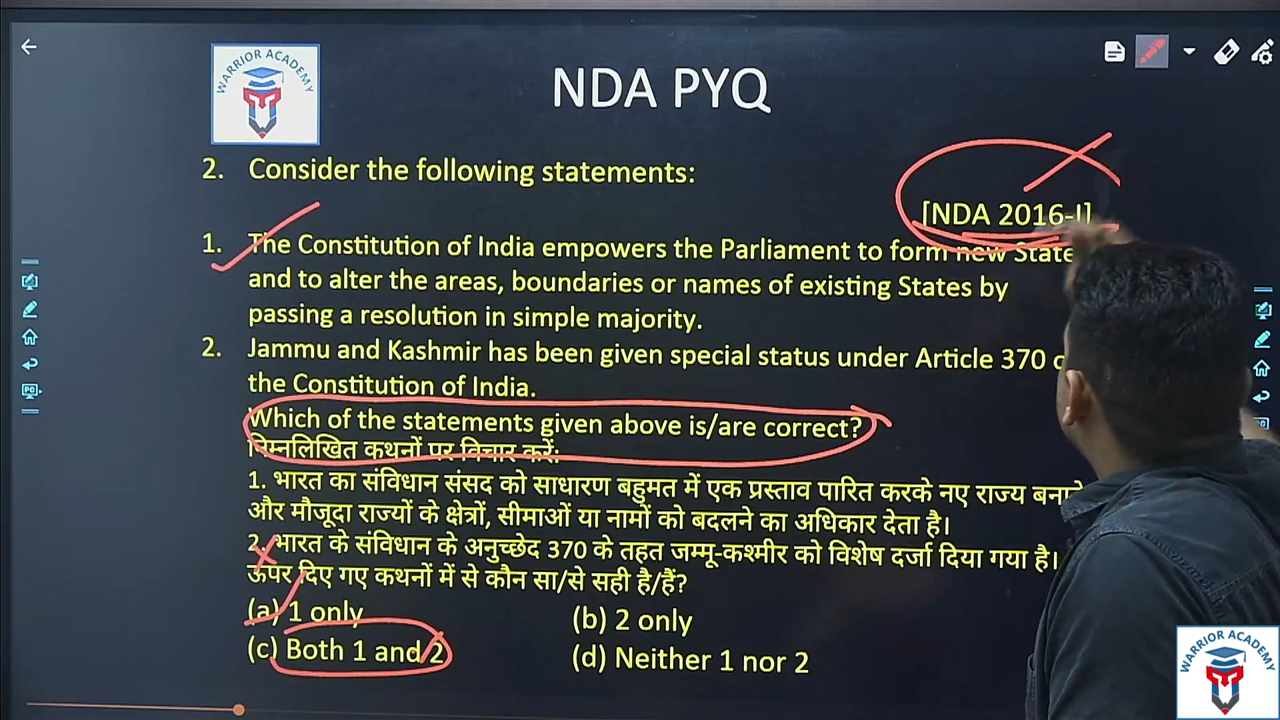 WARRIOR ACADEMY
NDA PYQ
2. Consider the following statements:
[NDA 2016-I]
1. The Constitution of India empowers the Parliament to form new State
and to alter the areas, boundaries or names of existing States by
passing a resolution in simple majority.
2. Jammu and Kashmir has been given special status under Article 370
the Constitution of India.
Which of the statements given above is/are correct?
निम्नलिखित कथनों पर विचार करें:
1. भारत का संविधान संसद को साधारण बहुमत में एक प्रस्ताव पारित करके नए राज्य
और मौजूदा राज्यों के क्षेत्रों, सीमाओं या नामों को बदलने का अधिकार देता है।
2. भारत के संविधान के अनुच्छेद 370 के तहत जम्मू-कश्मीर को विशेष दर्जा दिया गया है।
ऊपर दिए गए कथनों में से कौन सा/से सही है/हैं?
(a) 1 only
(b) 2 only
(c) Both 1 and 2
(d) Neither 1 nor 2
WARRIOR ACADEMY